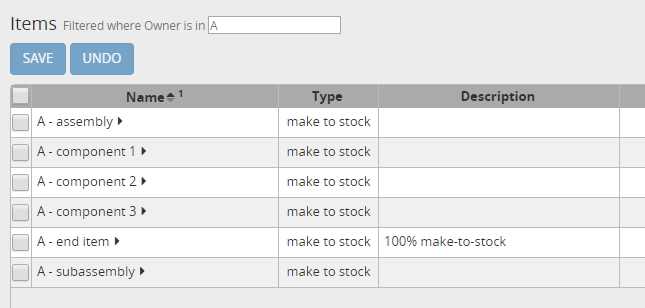 Items Filtered where Owner is in A
SAVE UNDO
Name 1 Type Description
A - assembly make to stock
A - component 1 make to stock
A - component 2 make to stock
A - component 3 make to stock
A - end item make to stock 100% make-to-stock
A - subassembly make to stock